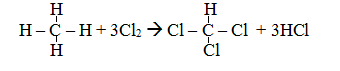 H H
H – C – H + 3Cl₂ → Cl – C – Cl + 3HCl
H Cl